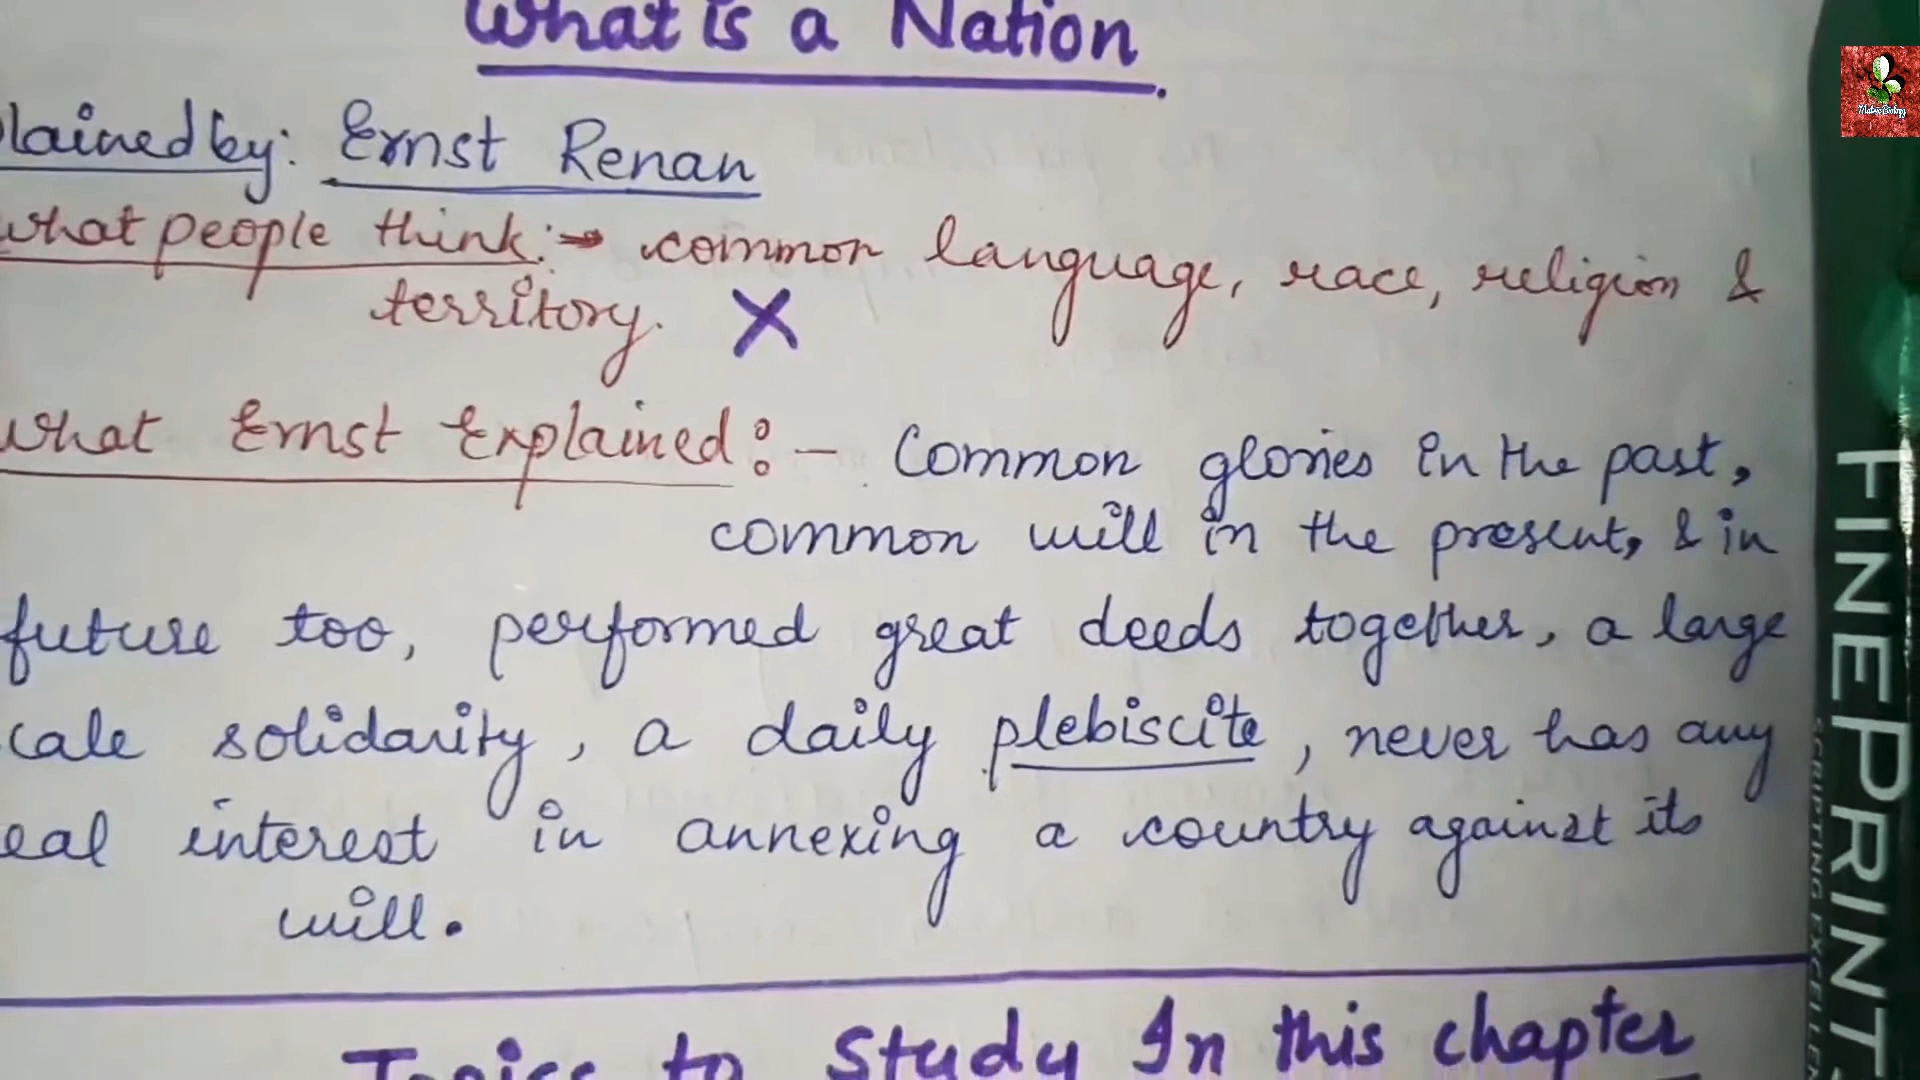 What is a Nation
lained by: Ernst Renan
what people think:→ common language, race, religion &
territory. X
what Ernst Explained:- Common glories in the past,
common will in the present, & in
future too, performed great deeds together, a large
cale solidarity, a daily plebiscite, never has any
eal interest in annexing a country against its
will.
Topics to Study In this chapter
FINEPRINT